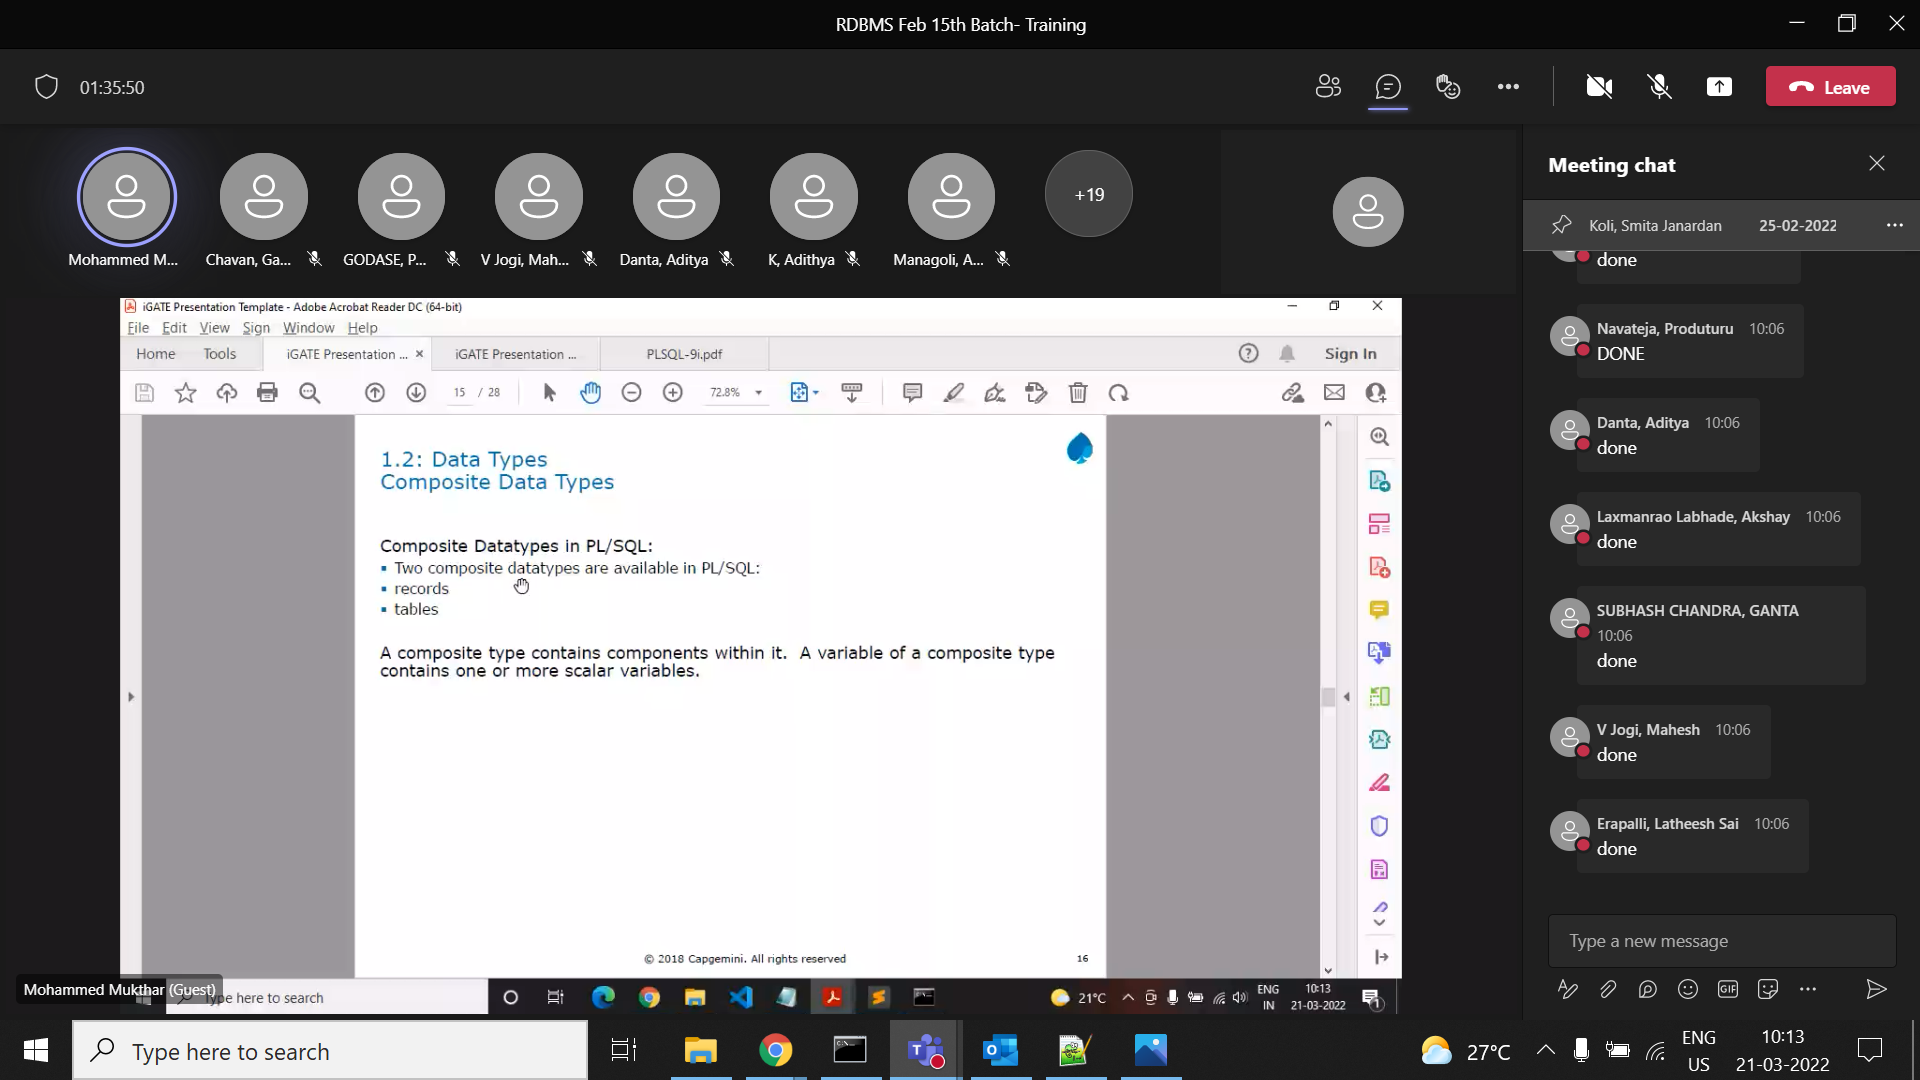 RDBMS Feb 15th Batch- Training
01:35:50
Leave
Mohammed M...
Chavan, Ga...
GODASE, P...
V Jogi, Mah...
Danta, Aditya
K, Adithya
Managoli, A...
+19
iGATE Presentation Template - Adobe Acrobat Reader DC (64-bit)
File Edit View Sign Window Help
Home Tools iGATE Presentation ... × iGATE Presentation ... PLSQL-9i.pdf
? Sign In
15 / 28
72.8%
1.2: Data Types
Composite Data Types
Composite Datatypes in PL/SQL:
▪ Two composite datatypes are available in PL/SQL:
▪ records
▪ tables
A composite type contains components within it. A variable of a composite type
contains one or more scalar variables.
© 2018 Capgemini. All rights reserved
16
Mohammed Mukthar (Guest)
Type here to search
21°C
ENG
IN
10:13
21-03-2022
1
Meeting chat
Koli, Smita Janardan 25-02-2022
done
Navateja, Produturu 10:06
DONE
Danta, Aditya 10:06
done
Laxmanrao Labhade, Akshay 10:06
done
SUBHASH CHANDRA, GANTA
10:06
done
V Jogi, Mahesh 10:06
done
Erapalli, Latheesh Sai 10:06
done
Type a new message
GIF
Type here to search
27°C
ENG
US
10:13
21-03-2022